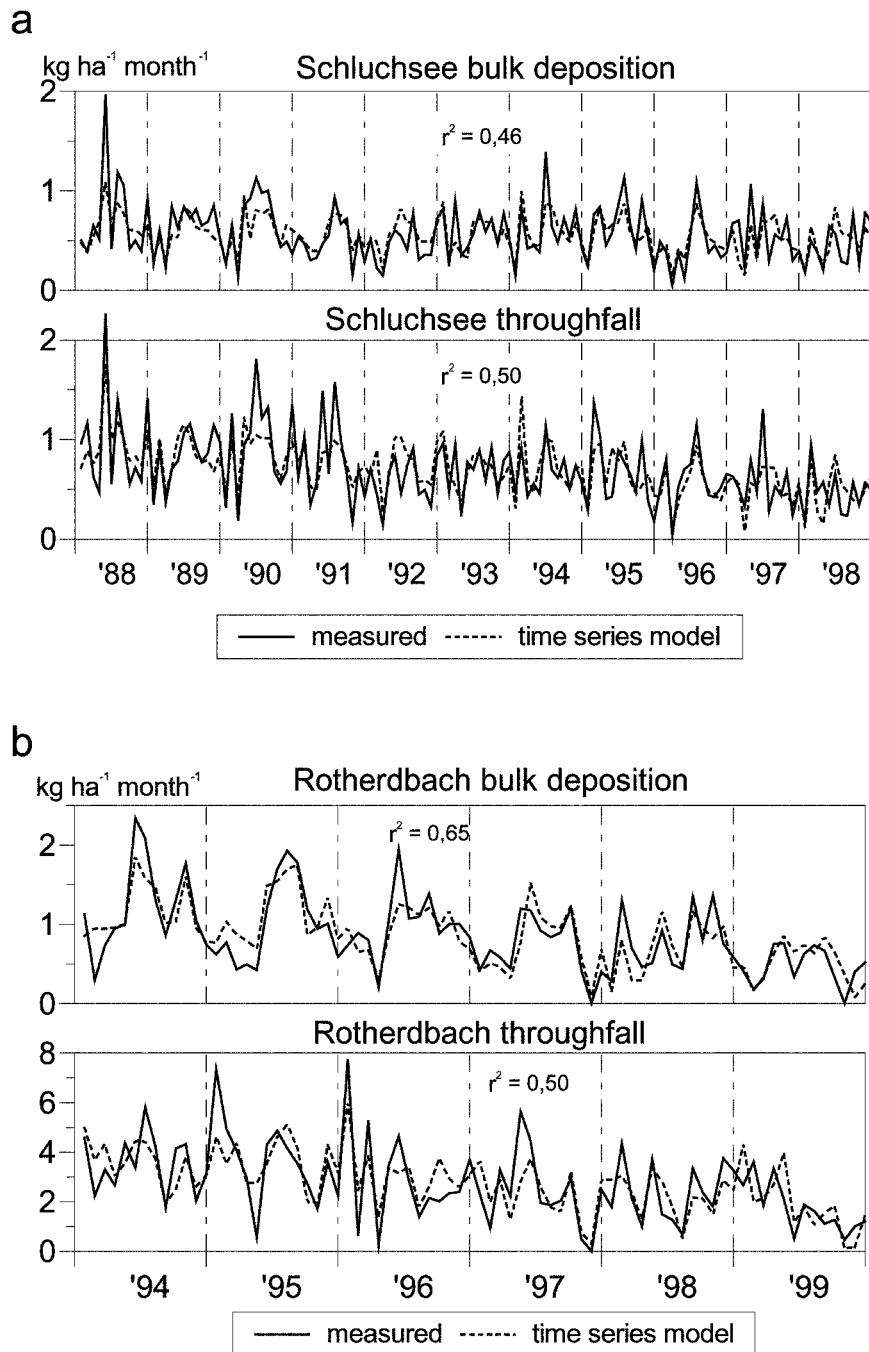 a
kg ha⁻¹ month⁻¹
Schluchsee bulk deposition
2
r² = 0,46
1
0
Schluchsee throughfall
2
r² = 0,50
1
0
'88 '89 '90 '91 '92 '93 '94 '95 '96 '97 '98
measured time series model
b
kg ha⁻¹ month⁻¹
Rotherdbach bulk deposition
2
r² = 0,65
1
0
Rotherdbach throughfall
8
r² = 0,50
6
4
2
0
'94 '95 '96 '97 '98 '99
measured time series model